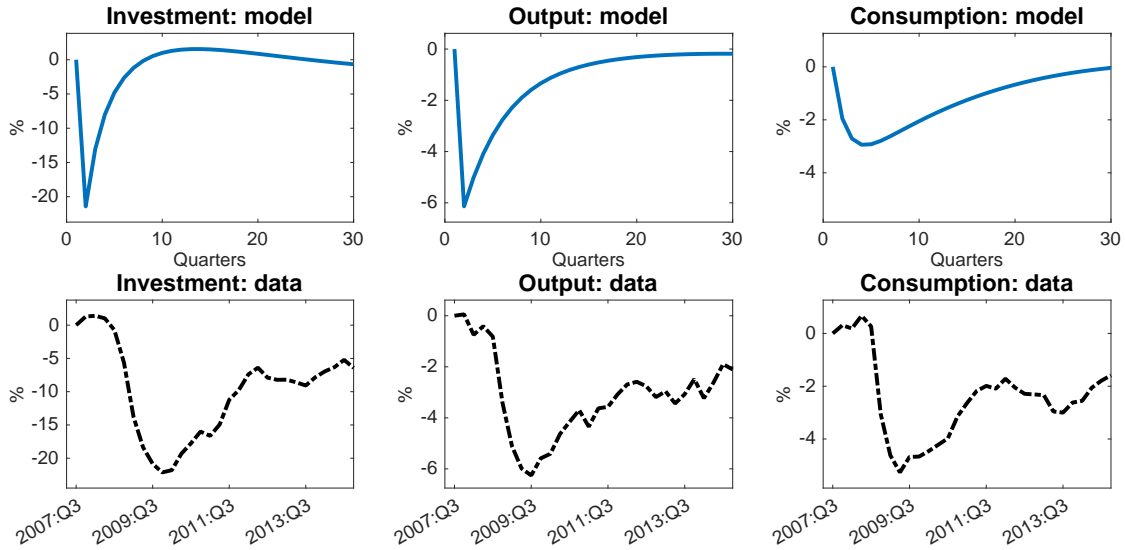 Investment: model
0
-5
-10
-15
-20
%
0 10 20 30
Quarters
Output: model
0
-2
-4
-6
%
0 10 20 30
Quarters
Consumption: model
0
-2
-4
%
0 10 20 30
Quarters
Investment: data
0
-5
-10
-15
-20
%
2007:Q3
2009:Q3
2011:Q3
2013:Q3
Output: data
0
-2
-4
-6
%
2007:Q3
2009:Q3
2011:Q3
2013:Q3
Consumption: data
0
-2
-4
%
2007:Q3
2009:Q3
2011:Q3
2013:Q3